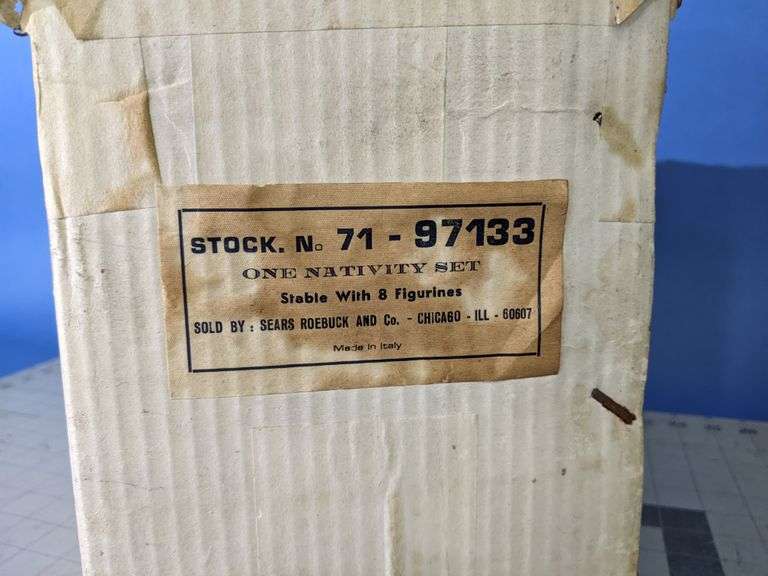 STOCK. No 71 - 97133
ONE NATIVITY SET
Stable With 8 Figurines
SOLD BY : SEARS ROEBUCK AND Co. - CHiCAGO - ILL - 60607
Made in Italy